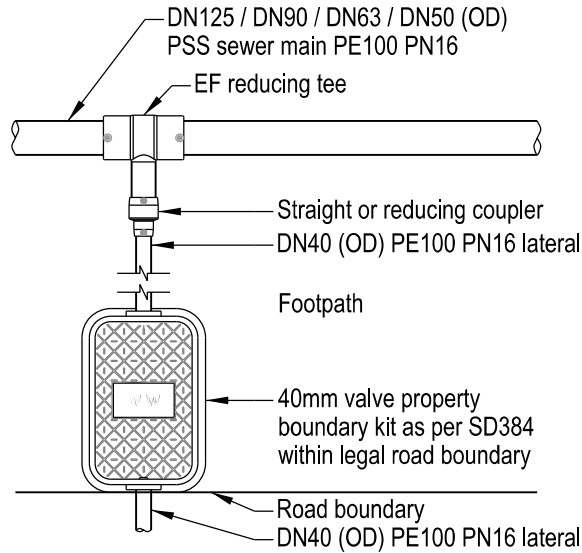 DN125 / DN90 / DN63 / DN50 (OD)
PSS sewer main PE100 PN16
EF reducing tee
Straight or reducing coupler
DN40 (OD) PE100 PN16 lateral
Footpath
40mm valve property
boundary kit as per SD384
within legal road boundary
WW
Road boundary
DN40 (OD) PE100 PN16 lateral